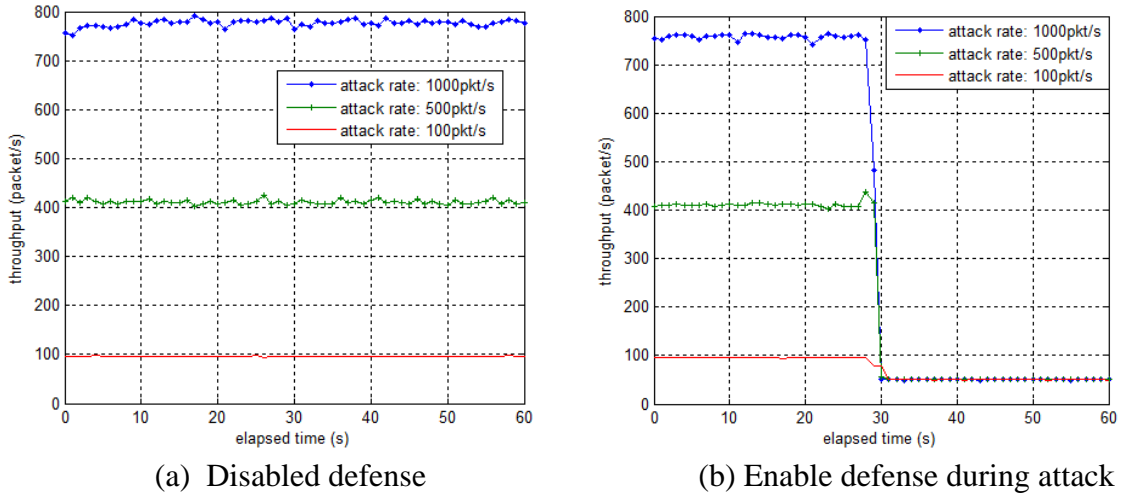 800
700
600
500
400
300
200
100
0
throughput (packet/s)
attack rate: 1000pkt/s
attack rate: 500pkt/s
attack rate: 100pkt/s
0 10 20 30 40 50 60
elapsed time (s)
(a) Disabled defense
800
700
600
500
400
300
200
100
0
throughput (packet/s)
attack rate: 1000pkt/s
attack rate: 500pkt/s
attack rate: 100pkt/s
0 10 20 30 40 50 60
elapsed time (s)
(b) Enable defense during attack